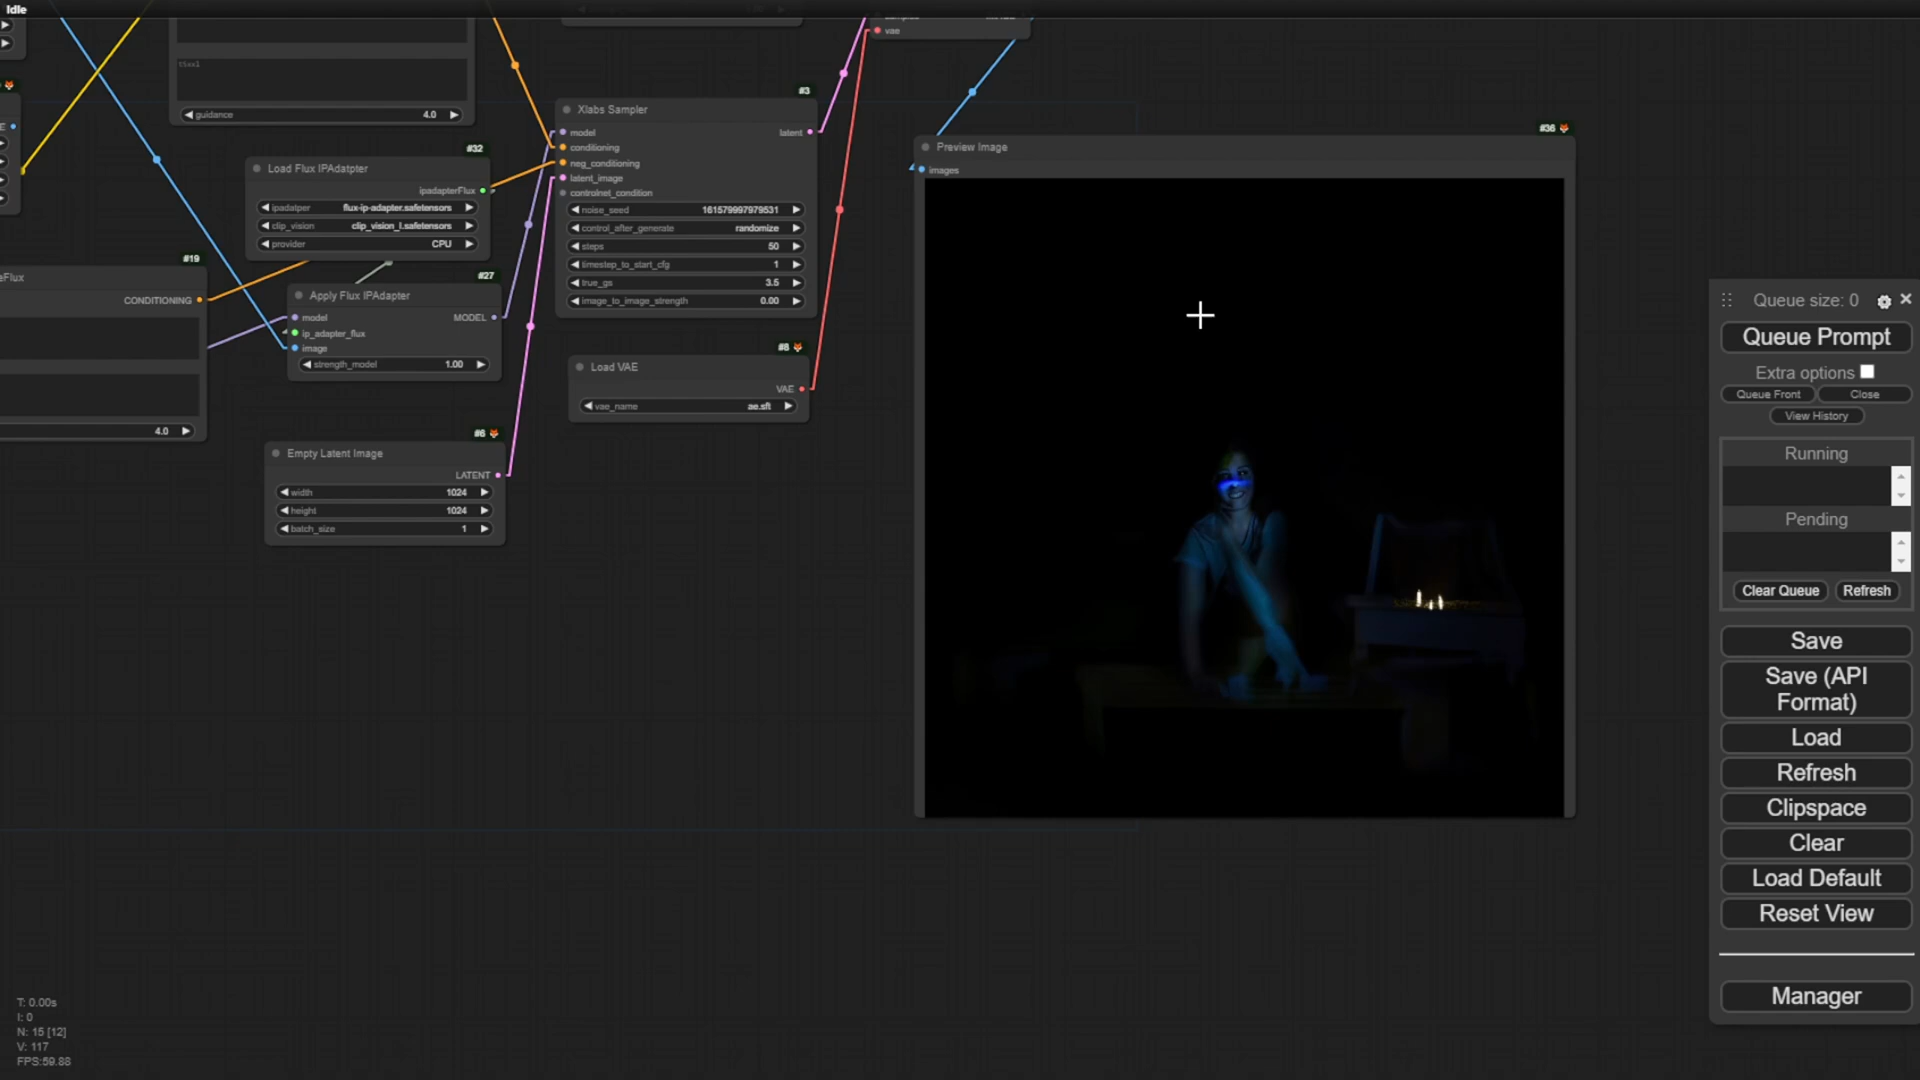 Idle
vae
t5xxl
guidance 4.0
#32
Load Flux IPAdatpter
ipadapterFlux
ipadatper flux-ip-adapter.safetensors
clip_vision clip_vision_l.safetensors
provider CPU
#3
Xlabs Sampler
model latent
conditioning
neg_conditioning
latent_image
controlnet_condition
noise_seed 161579997979531
control_after_generate randomize
steps 50
timestep_to_start_cfg 1
true_gs 3.5
image_to_image_strength 0.00
#19
eFlux
CONDITIONING
4.0
#27
Apply Flux IPAdapter
model MODEL
ip_adapter_flux
image
strength_model 1.00
#8
Load VAE
VAE
vae_name ae.sft
#6
Empty Latent Image
LATENT
width 1024
height 1024
batch_size 1
#36
Preview Image
images
Queue size: 0
Queue Prompt
Extra options
Queue Front Close
View History
Running
Pending
Clear Queue Refresh
Save
Save (API
Format)
Load
Refresh
Clipspace
Clear
Load Default
Reset View
Manager
T: 0.00s
I: 0
N: 15 [12]
V: 117
FPS:59.88